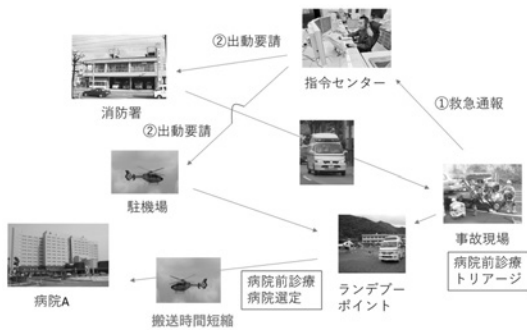 ②出動要請
指令センター
①救急通報
消防署
②出動要請
駐機場
事故現場
病院前診療
トリアージ
病院A
病院前診療
病院選定
ランデブー
ポイント
搬送時間短縮